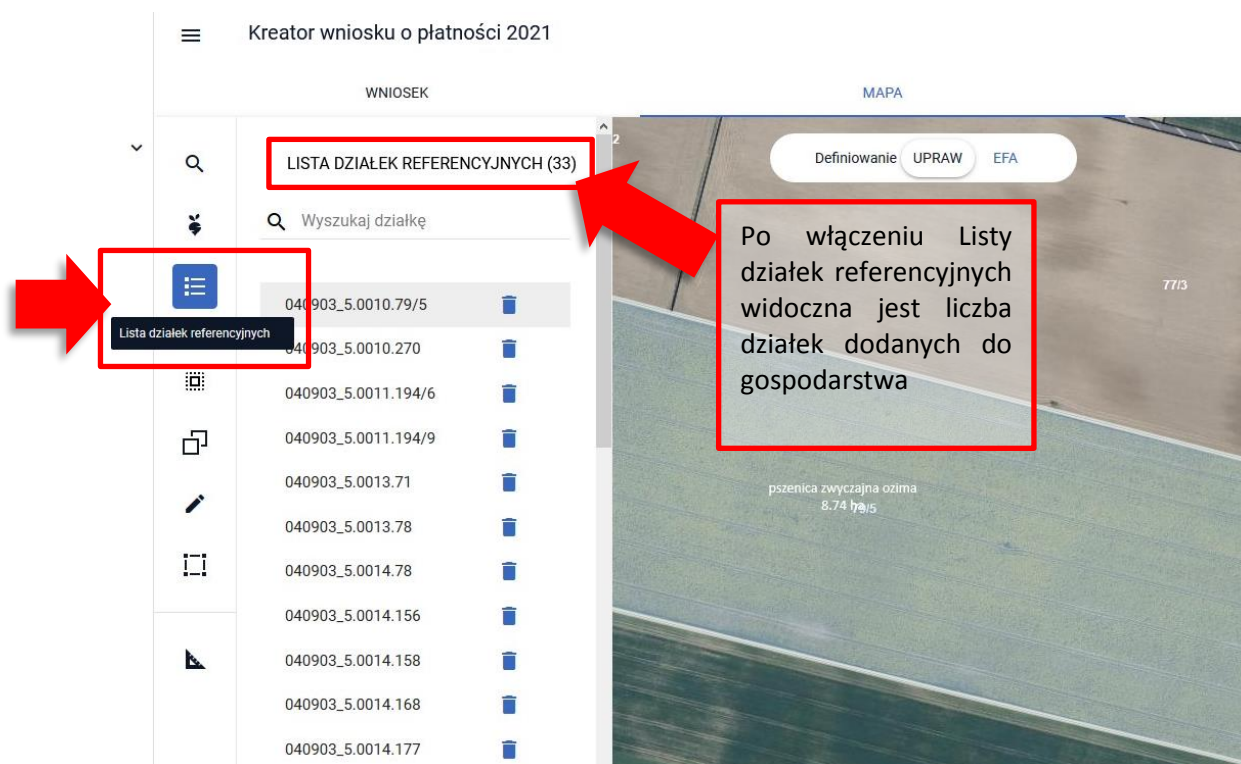 Kreator wniosku o płatności 2021
WNIOSEK
MAPA
LISTA DZIAŁEK REFERENCYJNYCH (33)
Wyszukaj działkę
Lista działek referencyjnych
040903_5.0010.79/5
040903_5.0010.270
040903_5.0011.194/6
040903_5.0011.194/9
040903_5.0013.71
040903_5.0013.78
040903_5.0014.78
040903_5.0014.156
040903_5.0014.158
040903_5.0014.168
040903_5.0014.177
2
Definiowanie UPRAW EFA
Po włączeniu Listy
działek referencyjnych
widoczna jest liczba
działek dodanych do
gospodarstwa
77/3
pszenica zwyczajna ozima
8.74 ha
79/5